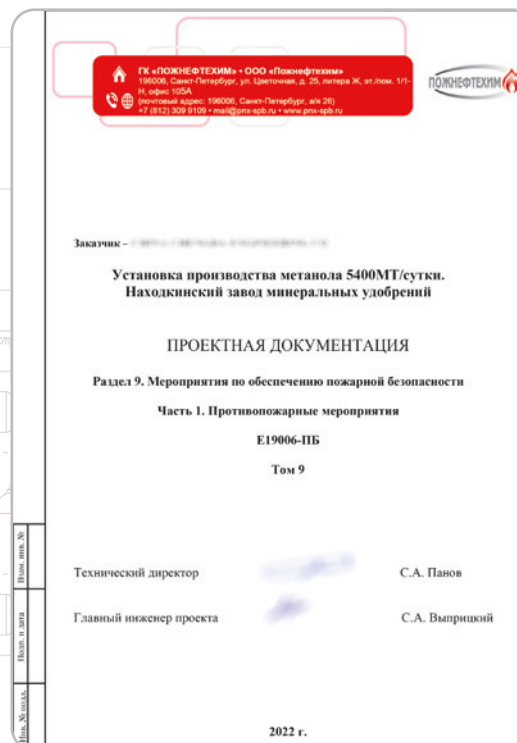 ГК «ПОЖНЕФТЕХИМ» • ООО «Пожнефтехим»
196006, Санкт-Петербург, ул. Цветочная, д. 25, литера Ж, эт./пом. 1/1-
Н, офис 105А
(почтовый адрес: 196006, Санкт-Петербург, а/я 26)
+7 (812) 309 9109 • mail@pnx-spb.ru • www.pnx-spb.ru
ПОЖНЕФТЕХИМ
Заказчик –
Установка производства метанола 5400МТ/сутки.
Находкинский завод минеральных удобрений
ПРОЕКТНАЯ ДОКУМЕНТАЦИЯ
Раздел 9. Мероприятия по обеспечению пожарной безопасности
Часть 1. Противопожарные мероприятия
Е19006-ПБ
Том 9
Взам. инв. №
Технический директор
С.А. Панов
Подп. и дата
Главный инженер проекта
С.А. Выприцкий
Инв. № подл.
2022 г.